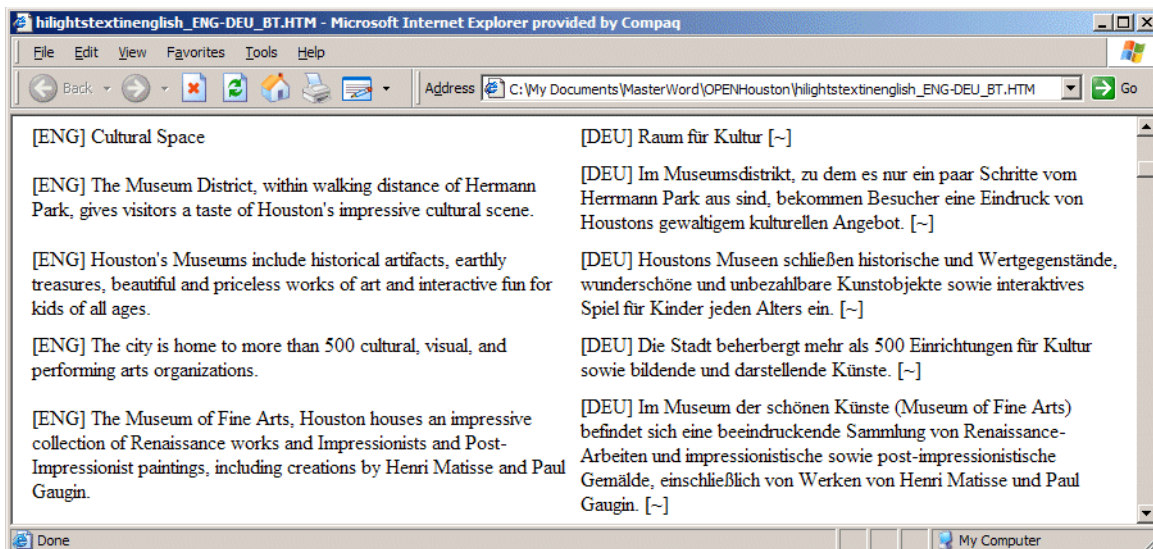 hilightstextinenglish_ENG-DEU_BT.HTM - Microsoft Internet Explorer provided by Compaq
File Edit View Favorites Tools Help
Back Address C:\My Documents\MasterWord\OPENHouston\hilightstextinenglish_ENG-DEU_BT.HTM Go
[ENG] Cultural Space
[DEU] Raum für Kultur [~]
[ENG] The Museum District, within walking distance of Hermann
Park, gives visitors a taste of Houston's impressive cultural scene.
[DEU] Im Museumsdistrikt, zu dem es nur ein paar Schritte vom
Herrmann Park aus sind, bekommen Besucher eine Eindruck von
Houstons gewaltigem kulturellen Angebot. [~]
[ENG] Houston's Museums include historical artifacts, earthly
treasures, beautiful and priceless works of art and interactive fun for
kids of all ages.
[DEU] Houstons Museen schließen historische und Wertgegenstände,
wunderschöne und unbezahlbare Kunstobjekte sowie interaktives
Spiel für Kinder jeden Alters ein. [~]
[ENG] The city is home to more than 500 cultural, visual, and
performing arts organizations.
[DEU] Die Stadt beherbergt mehr als 500 Einrichtungen für Kultur
sowie bildende und darstellende Künste. [~]
[ENG] The Museum of Fine Arts, Houston houses an impressive
collection of Renaissance works and Impressionists and Post-
Impressionist paintings, including creations by Henri Matisse and Paul
Gaugin.
[DEU] Im Museum der schönen Künste (Museum of Fine Arts)
befindet sich eine beeindruckende Sammlung von Renaissance-
Arbeiten und impressionistische sowie post-impressionistische
Gemälde, einschließlich von Werken von Henri Matisse und Paul
Gaugin. [~]
Done My Computer